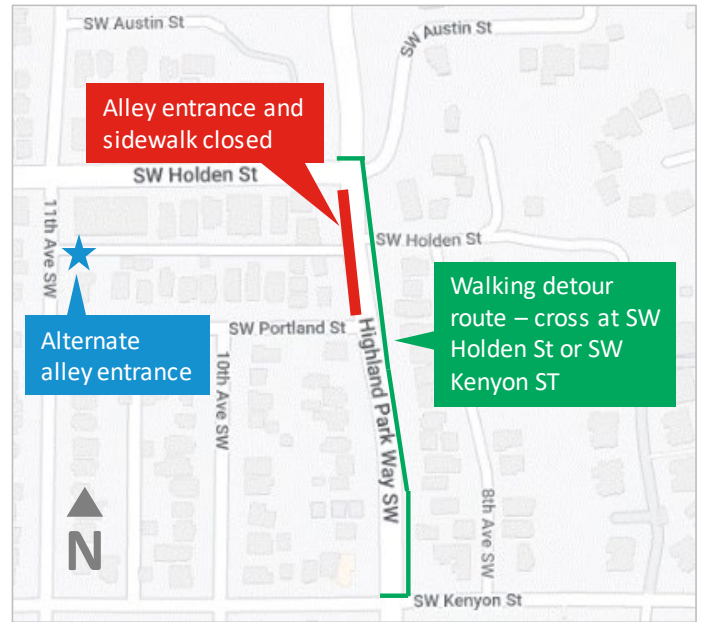 SW Austin St
SW Austin St
Alley entrance and
sidewalk closed
SW Holden St
11th Ave SW
SW Holden St
Alternate
alley entrance
SW Portland St
Walking detour
route – cross at SW
Holden St or SW
Kenyon ST
10th Ave SW
Highland Park Way SW
8th Ave SW
N
SW Kenyon St